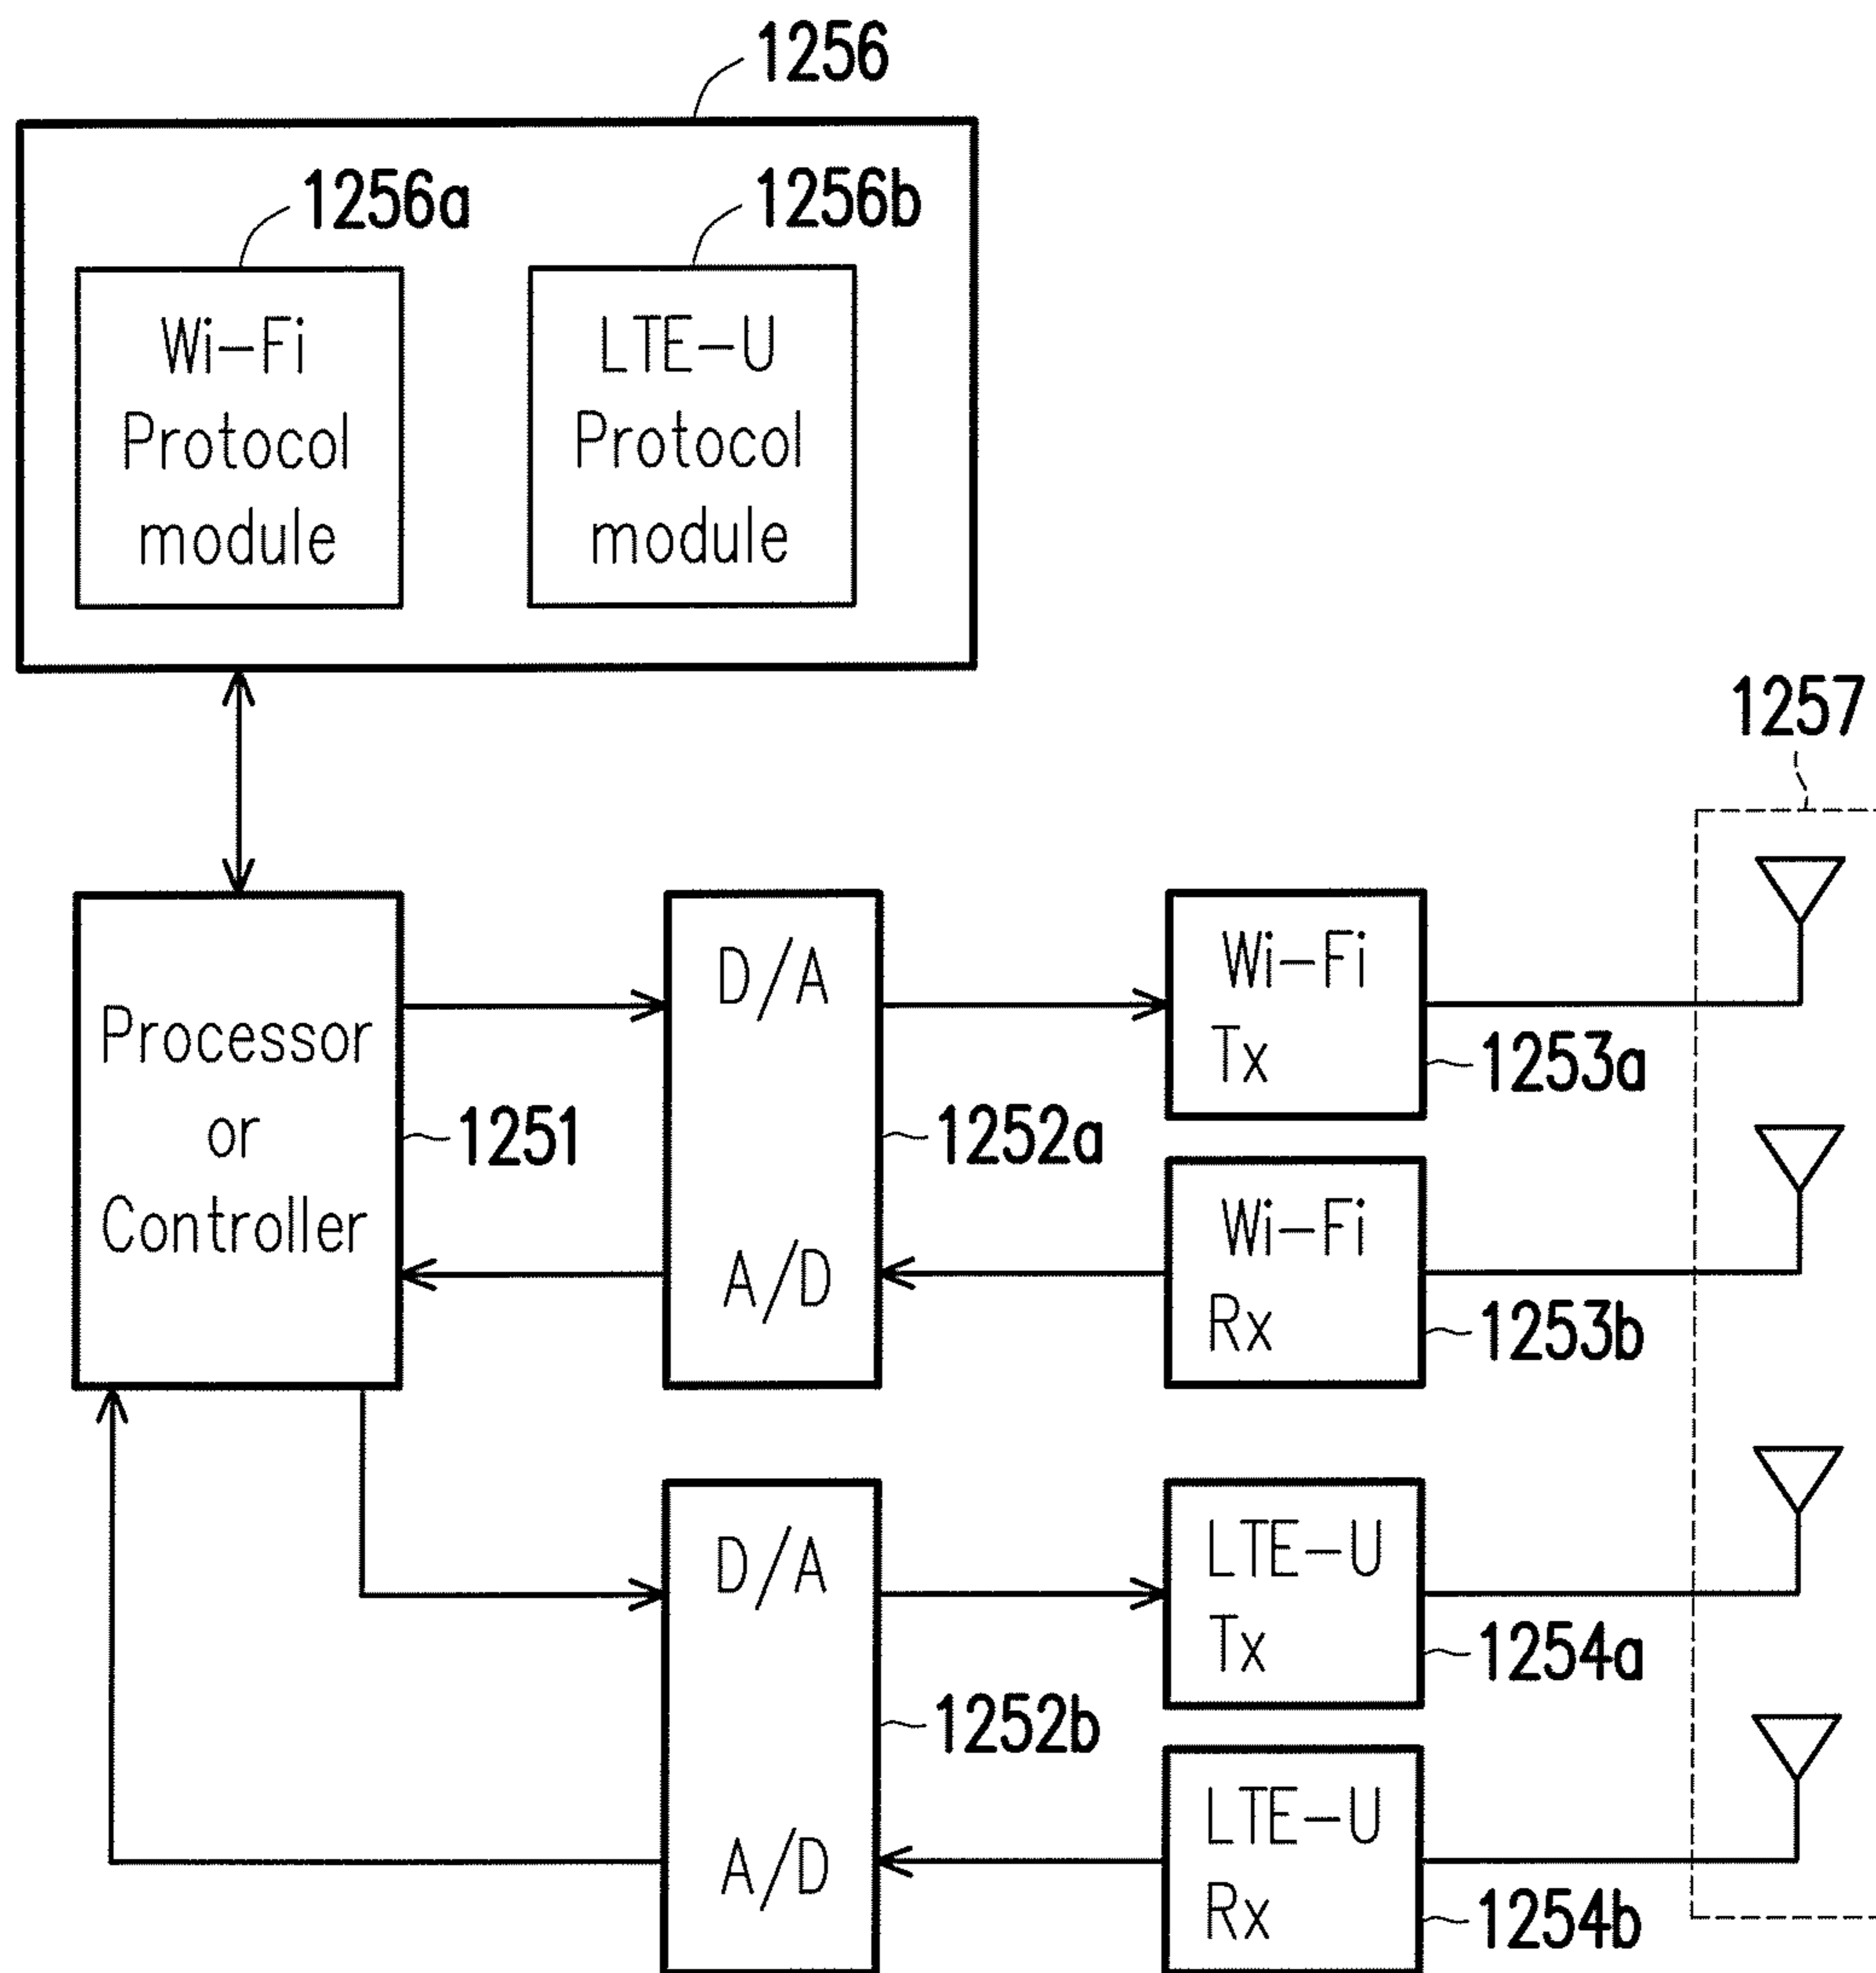 1256
1256a
1256b
Wi-Fi
Protocol
module
LTE-U
Protocol
module
1257
Processor
or
Controller
1251
D/A
A/D
1252a
Wi-Fi
Tx
1253a
Wi-Fi
Rx
1253b
D/A
A/D
1252b
LTE-U
Tx
1254a
LTE-U
Rx
1254b